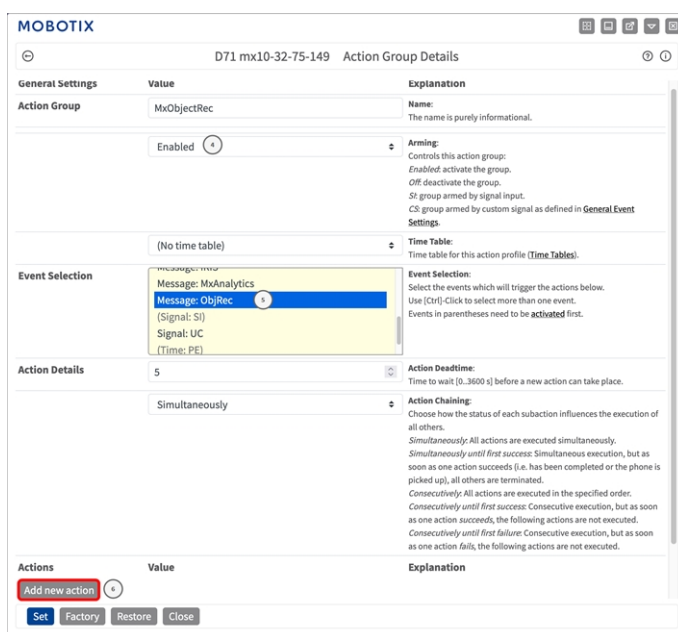 MOBOTIX
D71 mx10-32-75-149 Action Group Details
General Settings Value Explanation
Action Group MxObjectRec Name:
The name is purely informational.
Enabled 4 Arming:
Controls this action group:
Enabled: activate the group.
Off: deactivate the group.
SI: group armed by signal input.
CS: group armed by custom signal as defined in General Event
Settings.
(No time table) Time Table:
Time table for this action profile (Time Tables).
Event Selection Message: IRIS Event Selection:
Message: MxAnalytics Select the events which will trigger the actions below.
Message: ObjRec 5 Use [Ctrl]-Click to select more than one event.
(Signal: SI) Events in parentheses need to be activated first.
Signal: UC
(Time: PE)
Action Details 5 Action Deadtime:
Time to wait [0..3600 s] before a new action can take place.
Simultaneously Action Chaining:
Choose how the status of each subaction influences the execution of
all others.
Simultaneously: All actions are executed simultaneously.
Simultaneously until first success: Simultaneous execution, but as
soon as one action succeeds (i.e. has been completed or the phone is
picked up), all others are terminated.
Consecutively: All actions are executed in the specified order.
Consecutively until first success: Consecutive execution, but as soon
as one action succeeds, the following actions are not executed.
Consecutively until first failure: Consecutive execution, but as soon
as one action fails, the following actions are not executed.
Actions Value Explanation
Add new action 6
Set Factory Restore Close